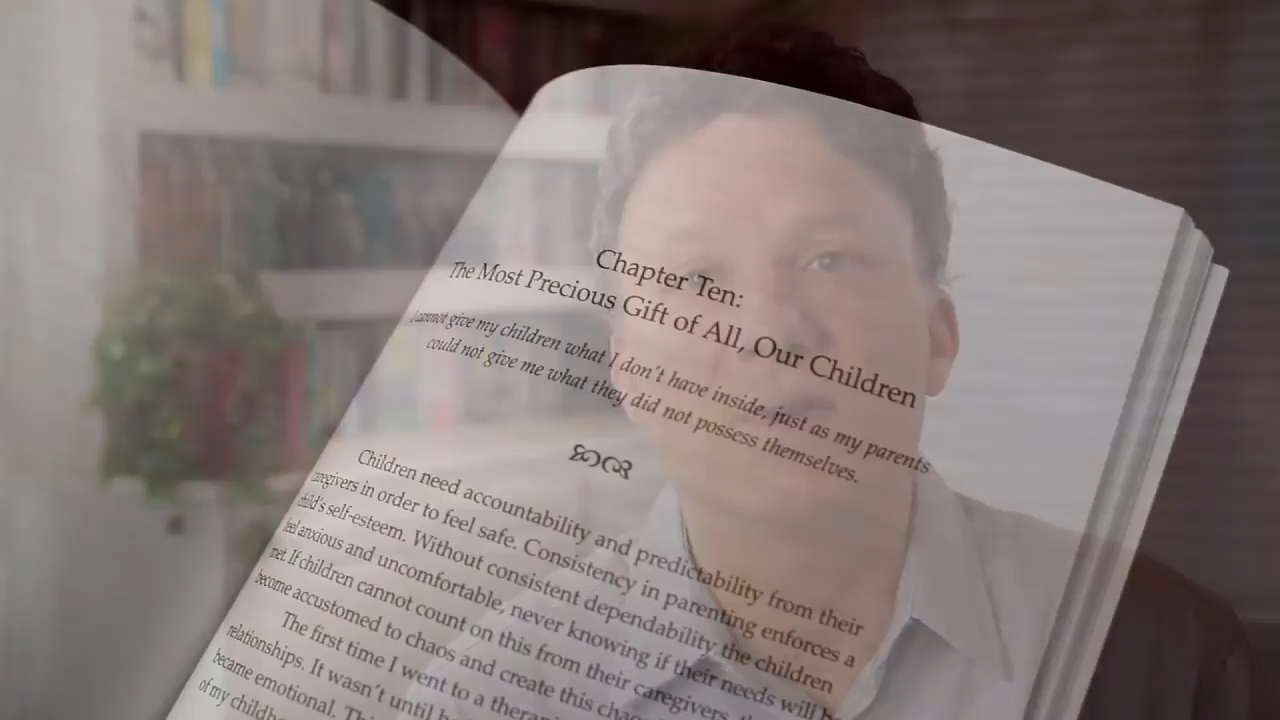 Chapter Ten:
The Most Precious Gift of All, Our Children
I cannot give my children what I don't have inside, just as my parents
could not give me what they did not possess themselves.
Children need accountability and predictability from their
caregivers in order to feel safe. Consistency in parenting enforces a
child's self-esteem. Without consistent dependability the children
feel anxious and uncomfortable, never knowing if their needs will be
met. If children cannot count on this from their caregivers,
become accustomed to chaos and create this
The first time I went to a
relationships. It wasn't until
became emotional.
of my